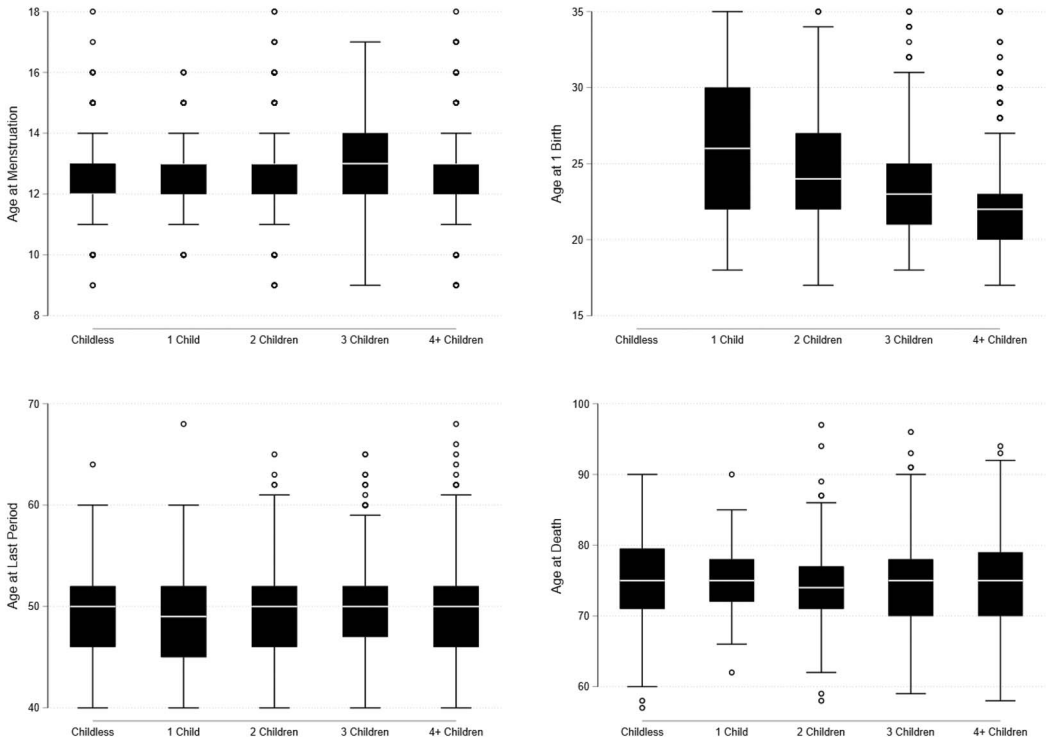 Age at Menstruation
18
16
14
12
10
8
Childless 1 Child 2 Children 3 Children 4+ Children
Age at 1 Birth
35
30
25
20
15
Childless 1 Child 2 Children 3 Children 4+ Children
Age at Last Period
70
60
50
40
Childless 1 Child 2 Children 3 Children 4+ Children
Age at Death
100
90
80
70
60
Childless 1 Child 2 Children 3 Children 4+ Children